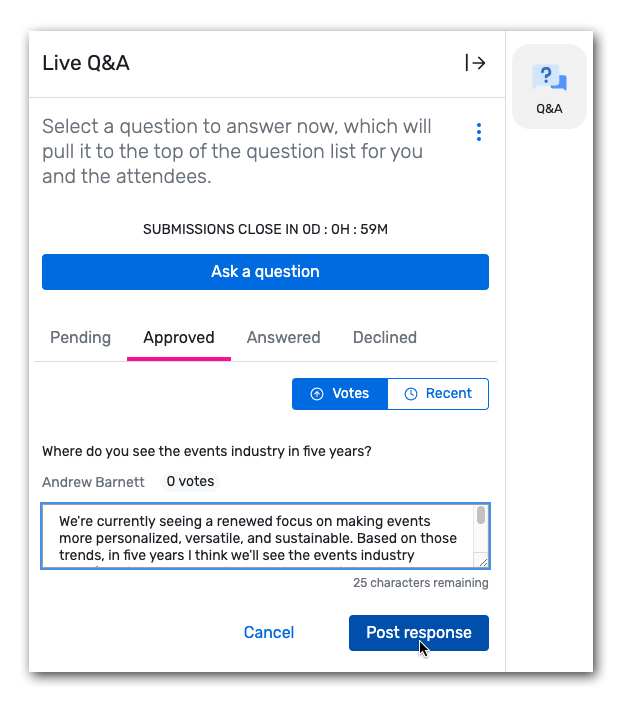 Live Q&A
Q&A
Select a question to answer now, which will
pull it to the top of the question list for you
and the attendees.
SUBMISSIONS CLOSE IN 0D : 0H : 59M
Ask a question
Pending Approved Answered Declined
Votes Recent
Where do you see the events industry in five years?
Andrew Barnett 0 votes
We're currently seeing a renewed focus on making events
more personalized, versatile, and sustainable. Based on those
trends, in five years I think we'll see the events industry
25 characters remaining
Cancel Post response